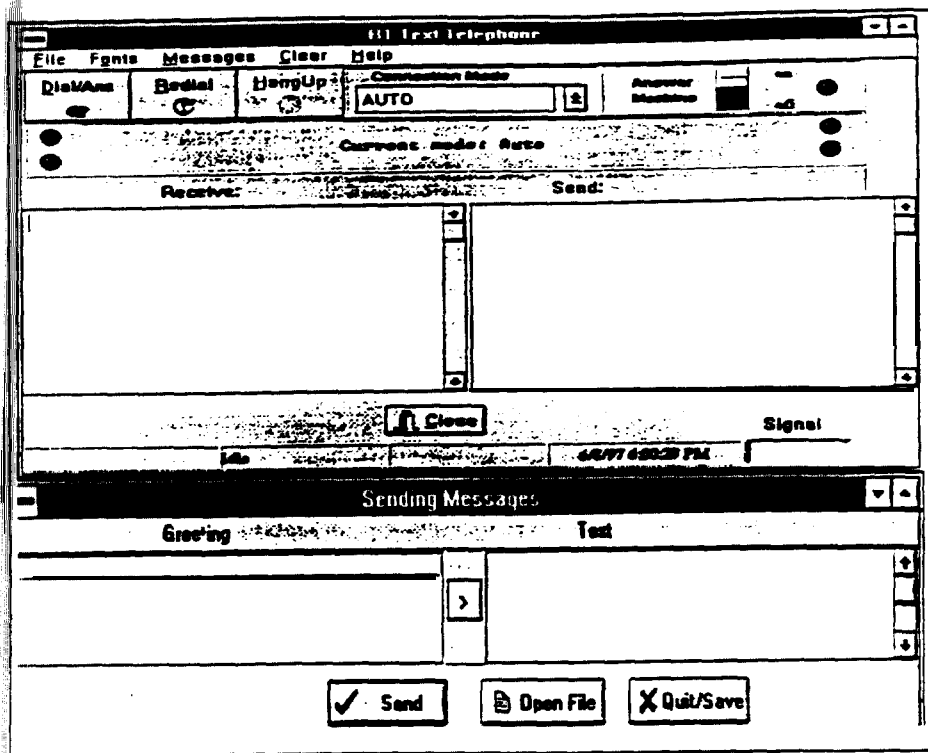 Text Telephone
File Fonts Messages Clear Help
Dial/Ans Redial HangUp Connection Mode Answer Machine
AUTO
Current mode: Auto
Receive: Send:
Close
Signal
Idle
Sending Messages
Greeting Text
>
Send Open File Quit/Save